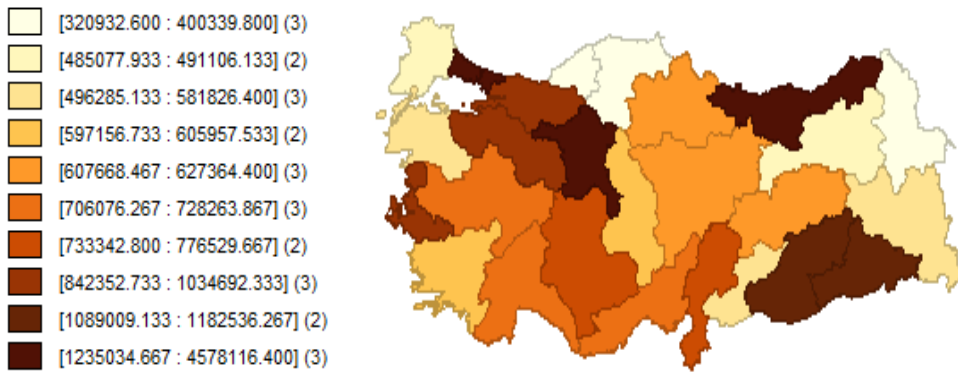 [320932.600 : 400339.800] (3)
[485077.933 : 491106.133] (2)
[496285.133 : 581826.400] (3)
[597156.733 : 605957.533] (2)
[607668.467 : 627364.400] (3)
[706076.267 : 728263.867] (3)
[733342.800 : 776529.667] (2)
[842352.733 : 1034692.333] (3)
[1089009.133 : 1182536.267] (2)
[1235034.667 : 4578116.400] (3)